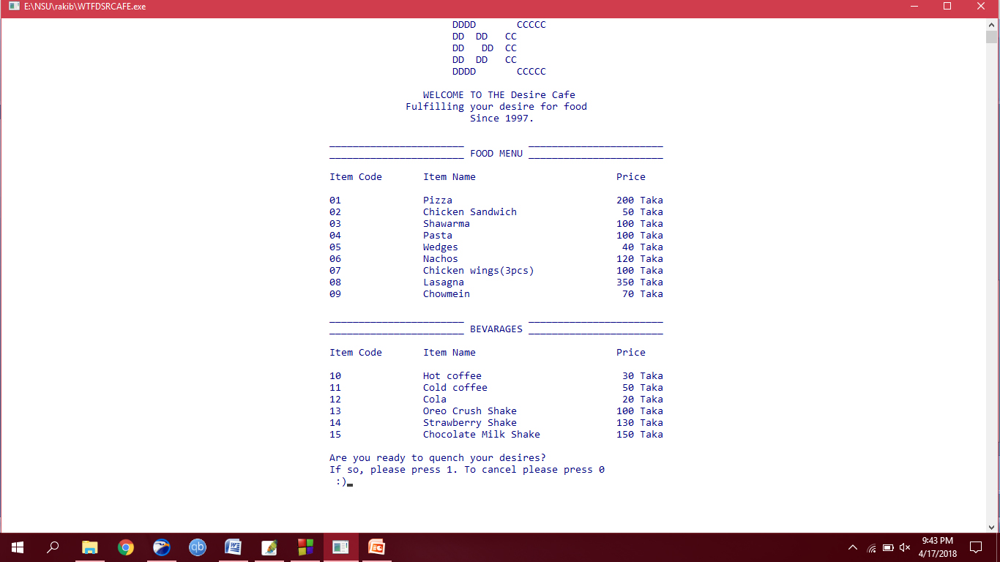 E:\NSU\rakib\WTFDSRCAFE.exe
DDDD       CCCCC
DD  DD   CC
DD   DD  CC
DD  DD   CC
DDDD       CCCCC
WELCOME TO THE Desire Cafe
Fulfilling your desire for food
Since 1997.
_______________________           _______________________
_______________________ FOOD MENU _______________________
Item Code       Item Name                        Price
01              Pizza                            200 Taka
02              Chicken Sandwich                  50 Taka
03              Shawarma                         100 Taka
04              Pasta                            100 Taka
05              Wedges                            40 Taka
06              Nachos                           120 Taka
07              Chicken wings(3pcs)              100 Taka
08              Lasagna                          350 Taka
09              Chowmein                          70 Taka
_______________________           _______________________
_______________________ BEVARAGES _______________________
Item Code       Item Name                        Price
10              Hot coffee                        30 Taka
11              Cold coffee                       50 Taka
12              Cola                              20 Taka
13              Oreo Crush Shake                 100 Taka
14              Strawberry Shake                 130 Taka
15              Chocolate Milk Shake             150 Taka
Are you ready to quench your desires?
If so, please press 1. To cancel please press 0
:)
qb
9:43 PM
4/17/2018